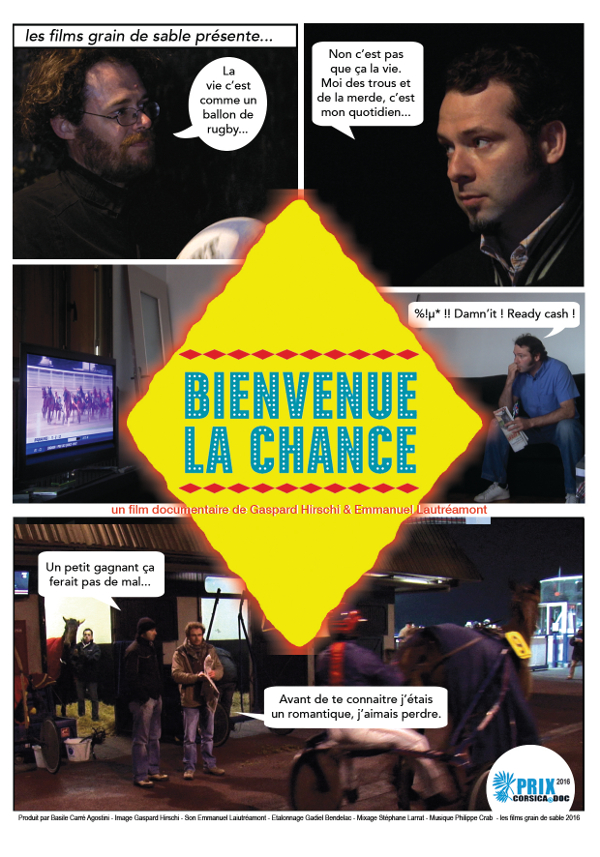 les films grain de sable présente...
La
vie c'est
comme un
ballon de
rugby...
Non c'est pas
que ça la vie.
Moi des trous et
de la merde, c'est
mon quotidien...
%!µ* !! Damn'it ! Ready cash !
BIENVENUE
LA CHANCE
un film documentaire de Gaspard Hirschi & Emmanuel Lautréamont
Un petit gagnant ça
ferait pas de mal...
Avant de te connaitre j'étais
un romantique, j'aimais perdre.
PRIX 2016
CORSICA.DOC
Produit par Basile Carré Agostini - Image Gaspard Hirschi - Son Emmanuel Lautréamont - Etalonnage Gadiel Bendelac - Mixage Stéphane Larrat - Musique Philippe Crab - les films grain de sable 2016